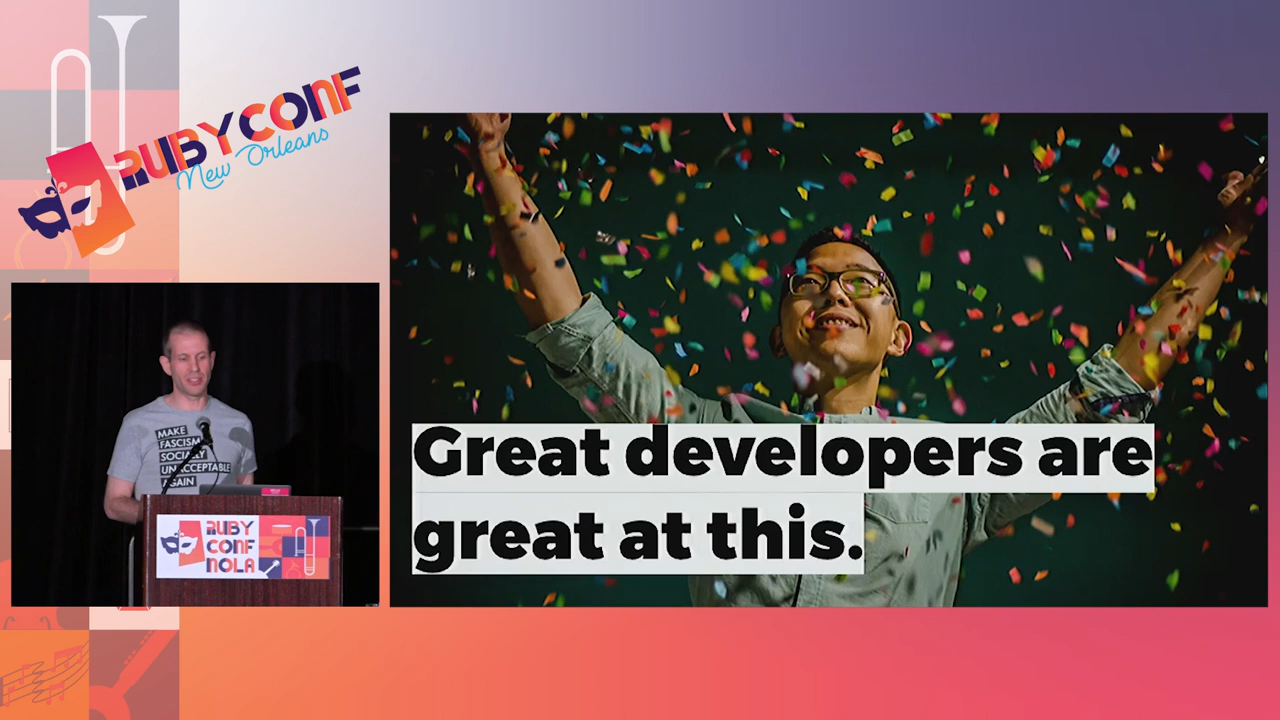 RUBYCONF
New Orleans
MAKE
FASCISM
SOCIALLY
UNACCEPTABLE
AGAIN
RUBY
CONF
NOLA
Great developers are
great at this.